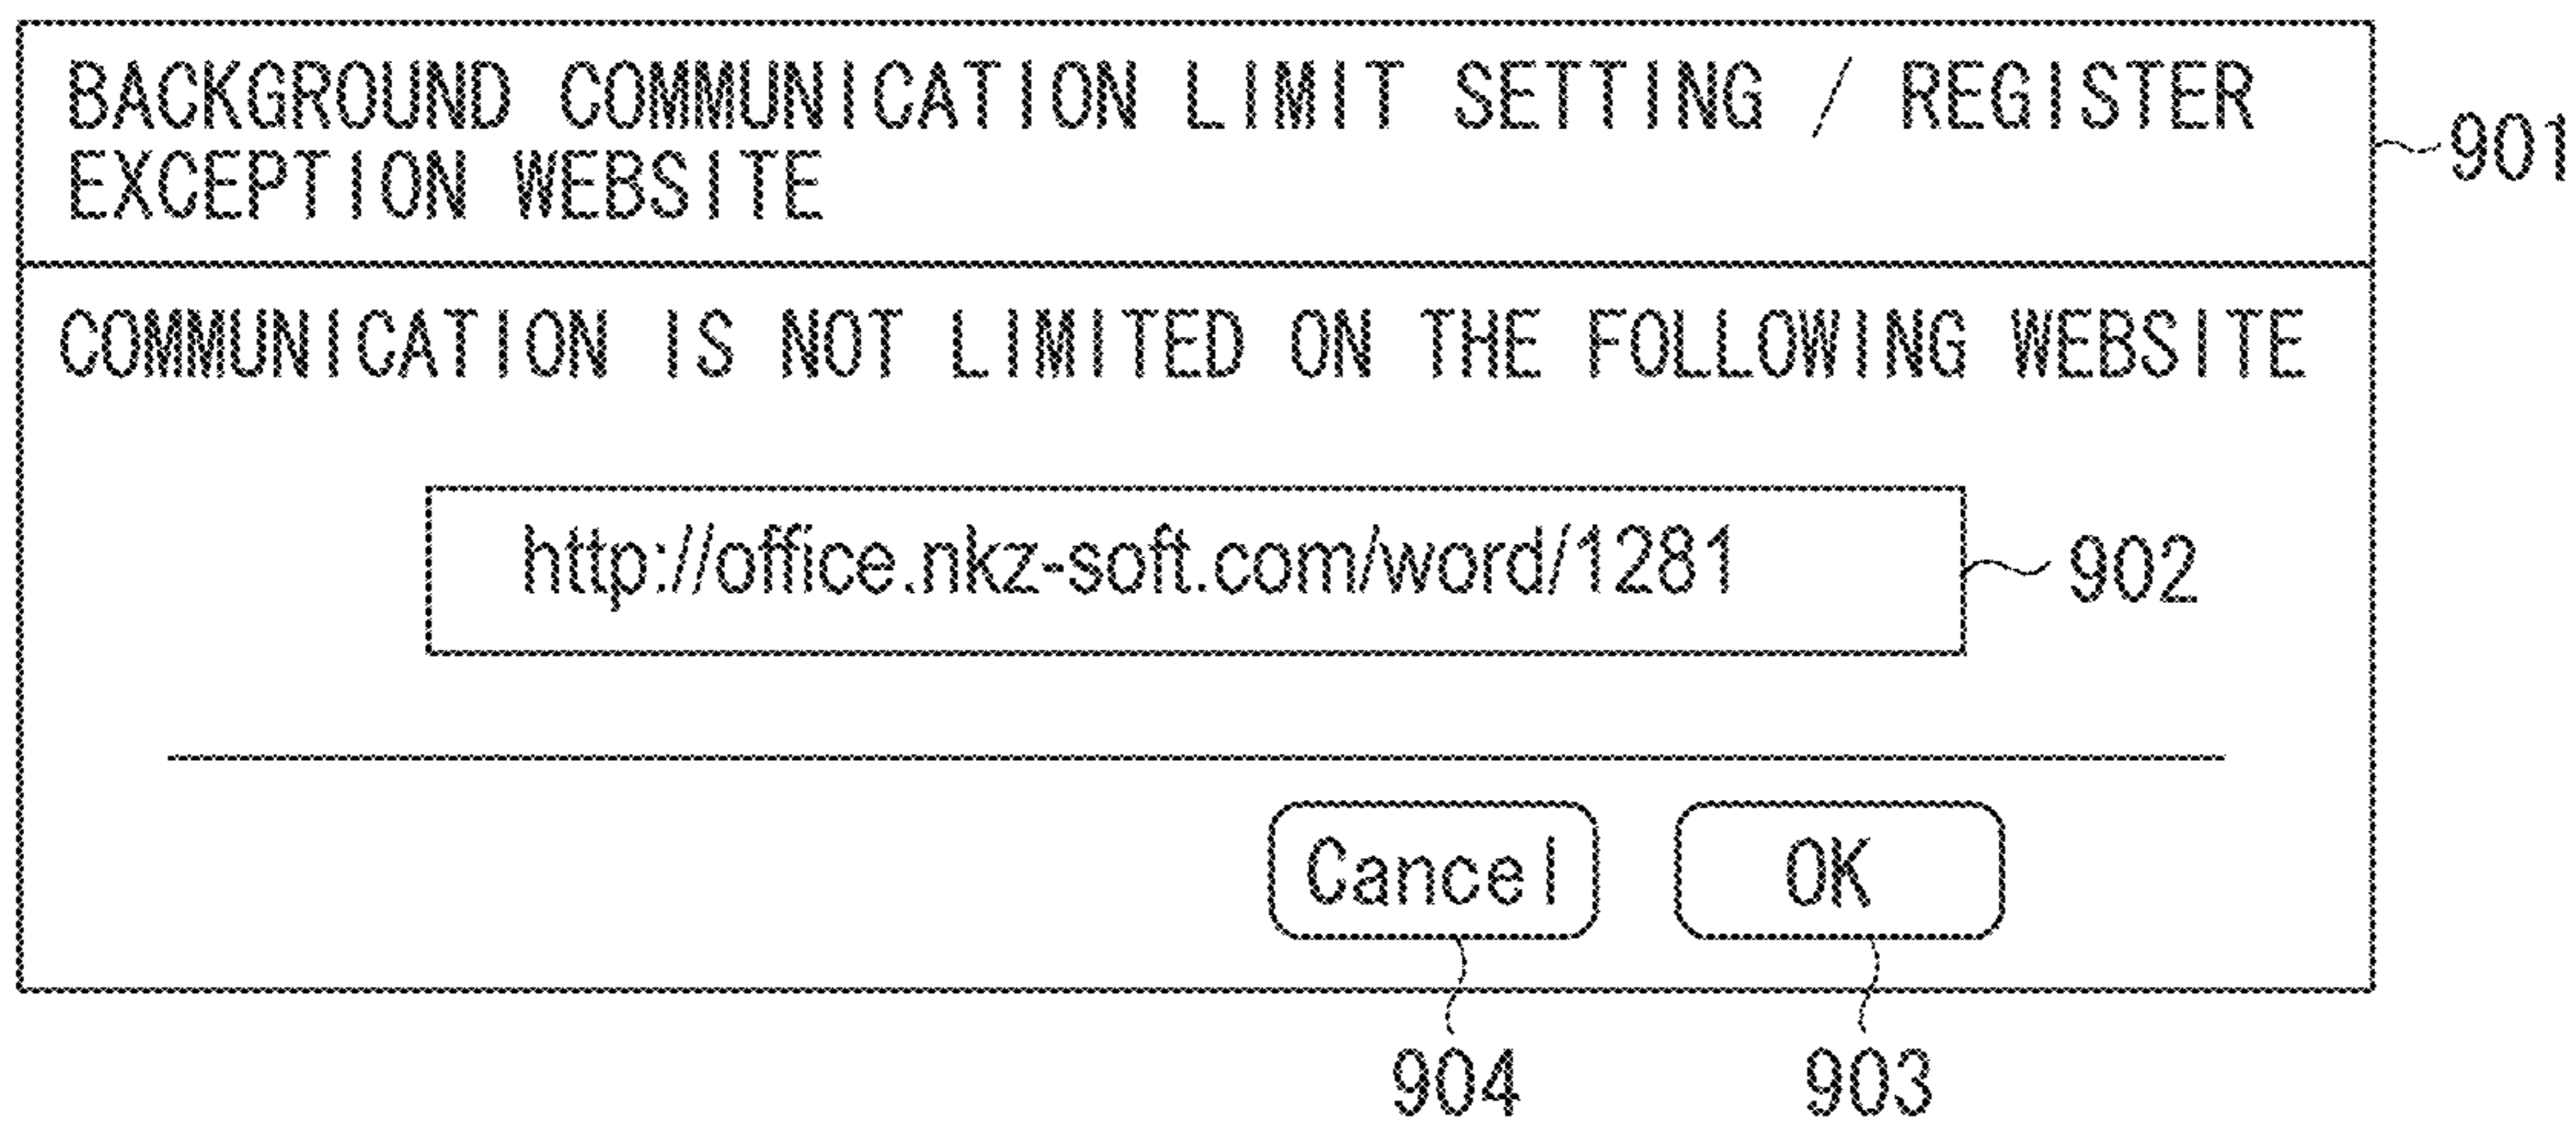 BACKGROUND COMMUNICATION LIMIT SETTING / REGISTER
EXCEPTION WEBSITE
901
COMMUNICATION IS NOT LIMITED ON THE FOLLOWING WEBSITE
http://office.nkz-soft.com/word/1281
902
Cancel
OK
904
903